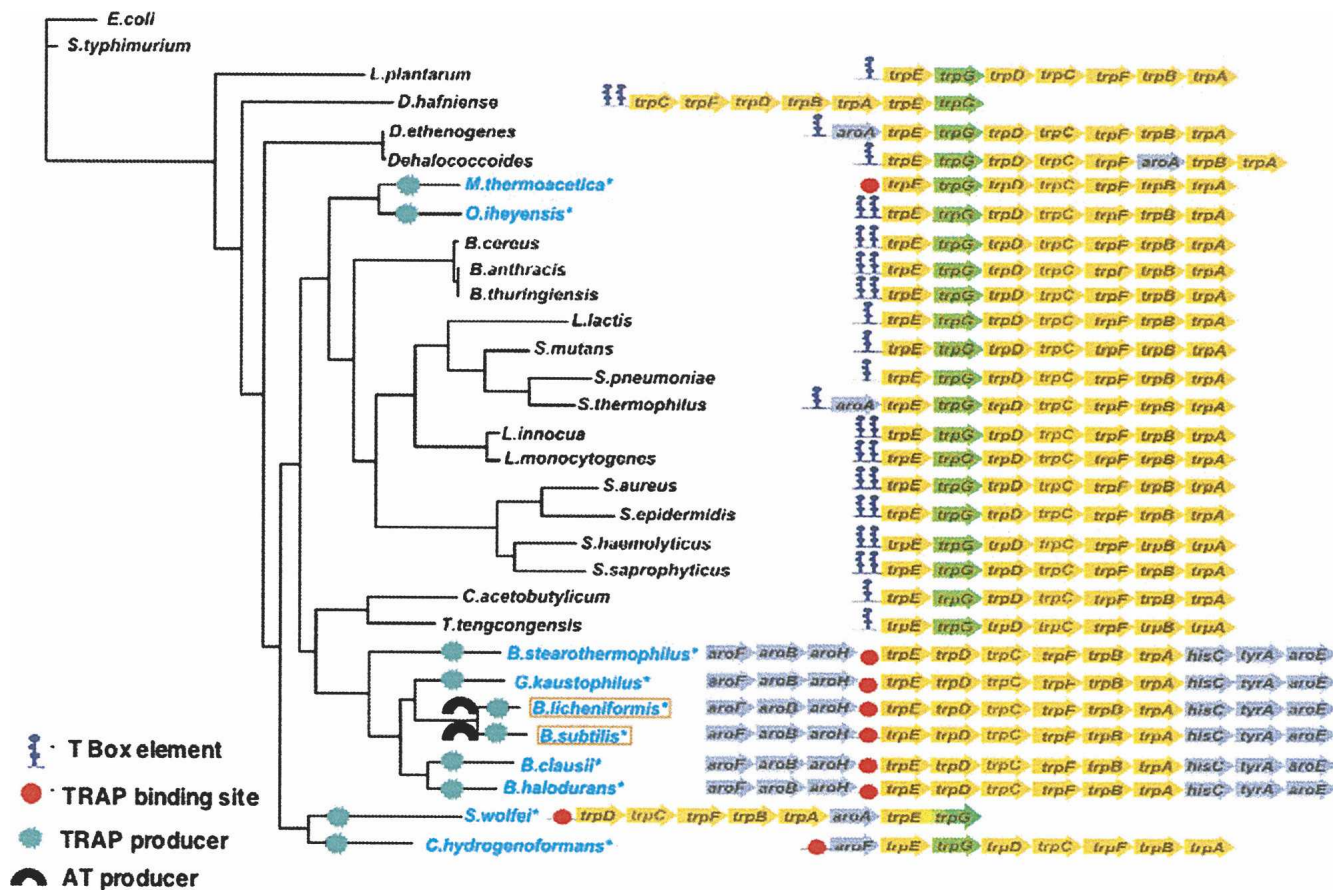 E.coli
S.typhimurium
L.plantarum trpE trpG trpD trpC trpF trpB trpA
D.hafniense trpC trpF trpD trpB trpA trpE trpG
D.ethenogenes aroA trpE trpG trpD trpC trpF trpB trpA
Dehalococcoides trpE trpG trpD trpC trpF aroA trpB trpA
M.thermoacetica* trpE trpG trpD trpC trpF trpB trpA
O.iheyensis* trpE trpG trpD trpC trpF trpB trpA
B.cereus trpE trpG trpD trpC trpF trpB trpA
B.anthracis trpE trpG trpD trpC trpF trpB trpA
B.thuringiensis trpE trpG trpD trpC trpF trpB trpA
L.lactis trpE trpG trpD trpC trpF trpB trpA
S.mutans trpE trpG trpD trpC trpF trpB trpA
S.pneumoniae trpE trpG trpD trpC trpF trpB trpA
S.thermophilus aroA trpE trpG trpD trpC trpF trpB trpA
L.innocua trpE trpG trpD trpC trpF trpB trpA
L.monocytogenes trpE trpG trpD trpC trpF trpB trpA
S.aureus trpE trpG trpD trpC trpF trpB trpA
S.epidermidis trpE trpG trpD trpC trpF trpB trpA
S.haemolyticus trpE trpG trpD trpC trpF trpB trpA
S.saprophyticus trpE trpG trpD trpC trpF trpB trpA
C.acetobutylicum trpE trpG trpD trpC trpF trpB trpA
T.tengcongensis trpE trpG trpD trpC trpF trpB trpA
B.stearothermophilus* aroF aroB aroH trpE trpD trpC trpF trpB trpA hisC tyrA aroE
G.kaustophilus* aroF aroB aroH trpE trpD trpC trpF trpB trpA hisC tyrA aroE
B.licheniformis* aroF aroB aroH trpE trpD trpC trpF trpB trpA hisC tyrA aroE
B.subtilis* aroF aroB aroH trpE trpD trpC trpF trpB trpA hisC tyrA aroE
B.clausii* aroF aroB aroH trpE trpD trpC trpF trpB trpA hisC tyrA aroE
B.halodurans* aroF aroB aroH trpE trpD trpC trpF trpB trpA hisC tyrA aroE
S.wolfei* trpD trpC trpF trpB trpA aroA trpE trpG
C.hydrogenoformans* aroF trpE trpG trpD trpC trpF trpB trpA
T Box element
TRAP binding site
TRAP producer
AT producer